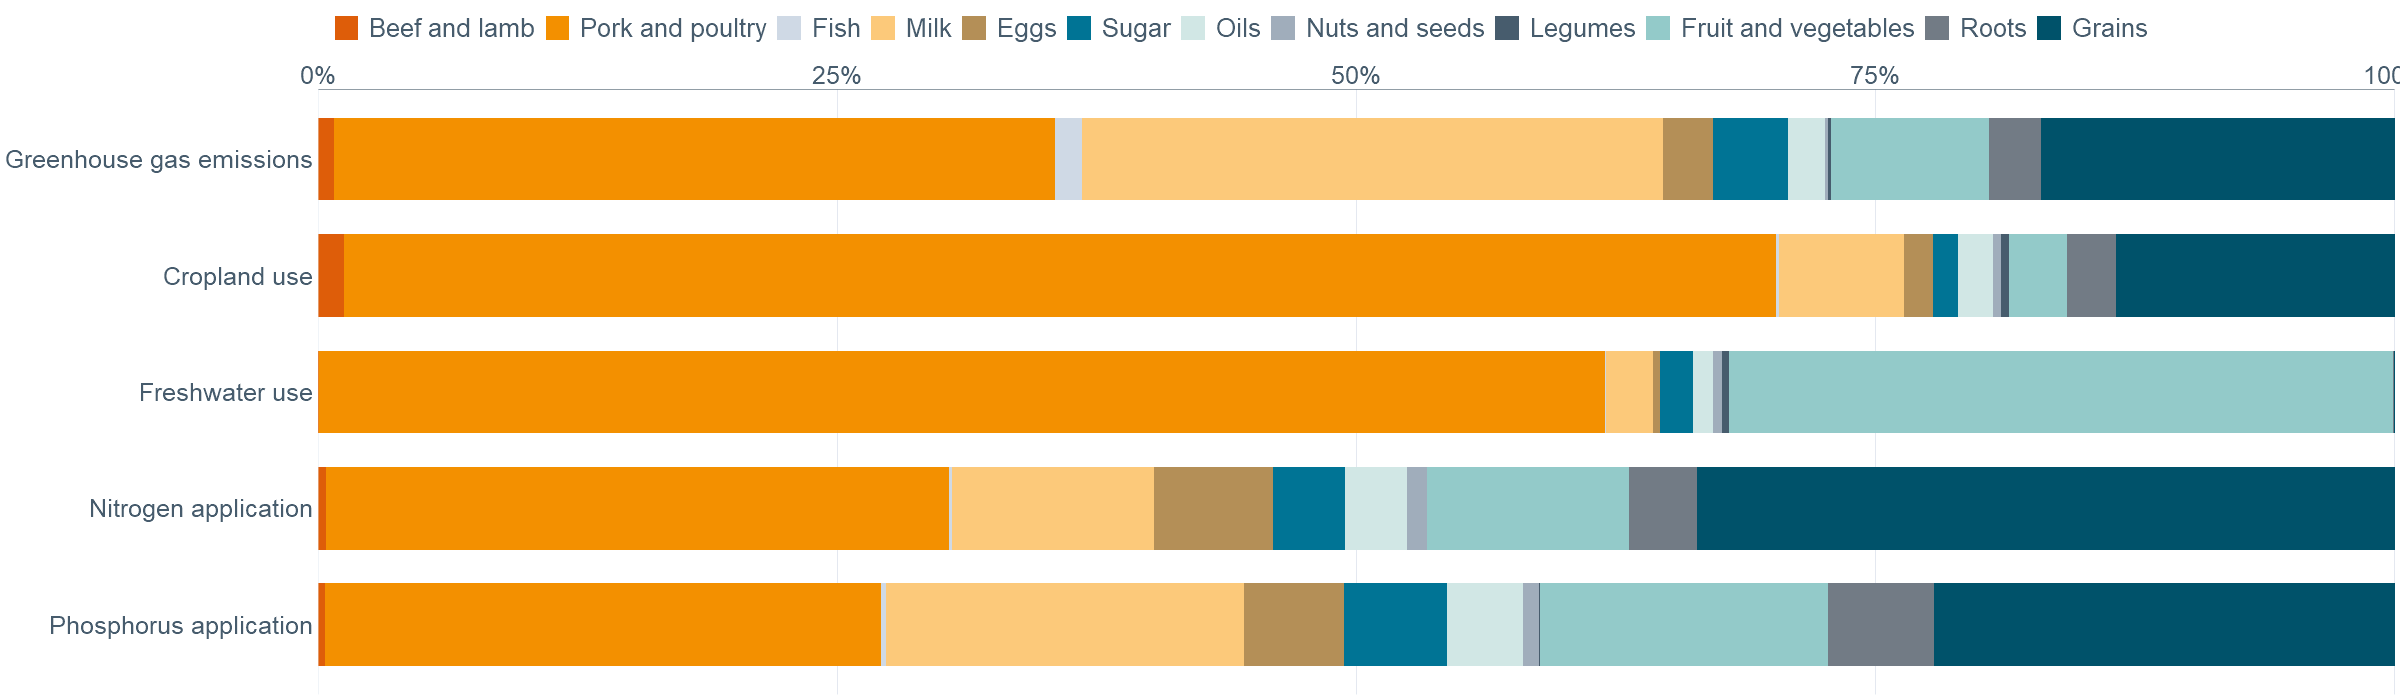 Beef and lamb Pork and poultry Fish Milk Eggs Sugar Oils Nuts and seeds Legumes Fruit and vegetables Roots Grains
0% 25% 50% 75% 100
Greenhouse gas emissions
Cropland use
Freshwater use
Nitrogen application
Phosphorus application